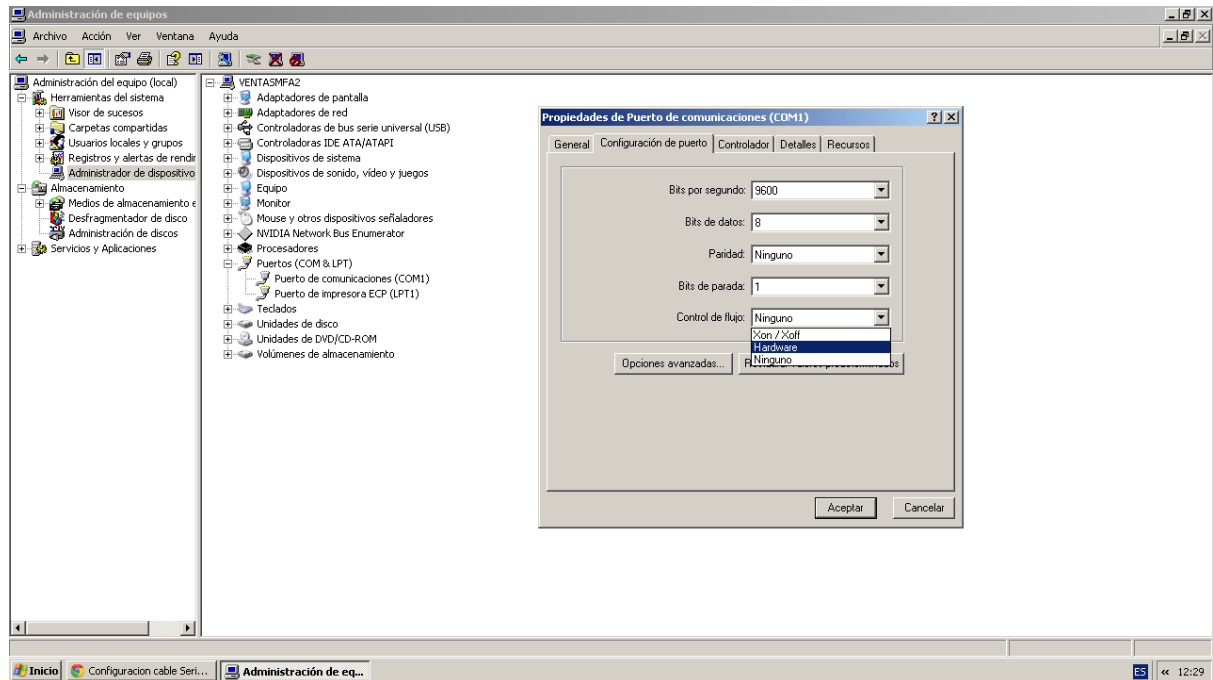 Administración de equipos
Archivo Acción Ver Ventana Ayuda
Administración del equipo (local)
Herramientas del sistema
Visor de sucesos
Carpetas compartidas
Usuarios locales y grupos
Registros y alertas de rendir
Administrador de dispositivo
Almacenamiento
Medios de almacenamiento e
Desfragmentador de disco
Administración de discos
Servicios y Aplicaciones
VENTASMFA2
Adaptadores de pantalla
Adaptadores de red
Controladoras de bus serie universal (USB)
Controladoras IDE ATA/ATAPI
Dispositivos de sistema
Dispositivos de sonido, vídeo y juegos
Equipo
Monitor
Mouse y otros dispositivos señaladores
NVIDIA Network Bus Enumerator
Procesadores
Puertos (COM & LPT)
Puerto de comunicaciones (COM1)
Puerto de impresora ECP (LPT1)
Teclados
Unidades de disco
Unidades de DVD/CD-ROM
Volúmenes de almacenamiento
Propiedades de Puerto de comunicaciones (COM1)
General Configuración de puerto Controlador Detalles Recursos
Bits por segundo: 9600
Bits de datos: 8
Paridad: Ninguno
Bits de parada: 1
Control de flujo: Ninguno
Xon / Xoff
Hardware
Ninguno
Opciones avanzadas...
Aceptar Cancelar
Inicio Configuracion cable Seri... Administración de eq... ES « 12:29